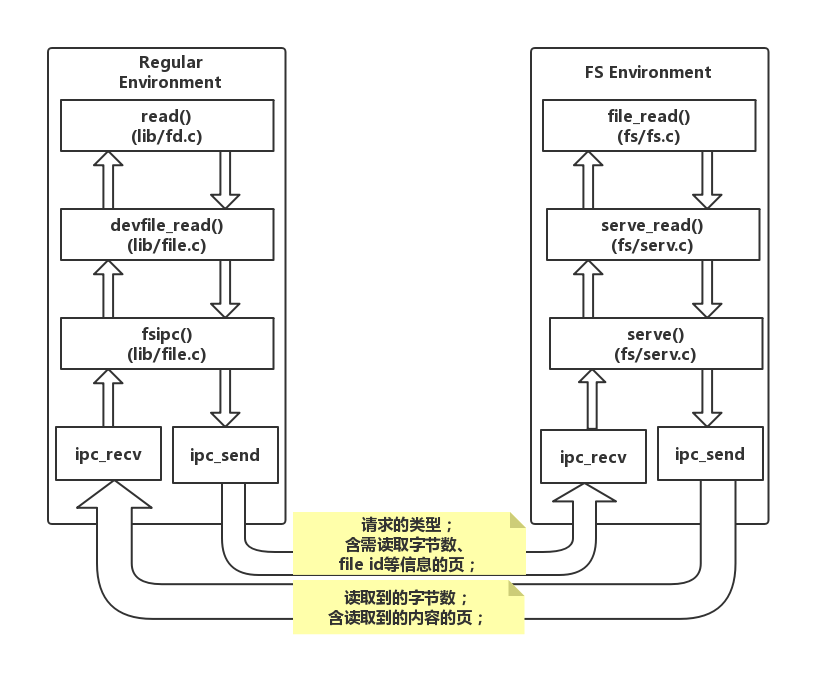 Regular
Environment
read()
(lib/fd.c)
devfile_read()
(lib/file.c)
fsipc()
(lib/file.c)
ipc_recv
ipc_send
FS Environment
file_read()
(fs/fs.c)
serve_read()
(fs/serv.c)
serve()
(fs/serv.c)
ipc_recv
ipc_send
请求的类型；
含需读取字节数、
file id等信息的页；
读取到的字节数；
含读取到的内容的页；